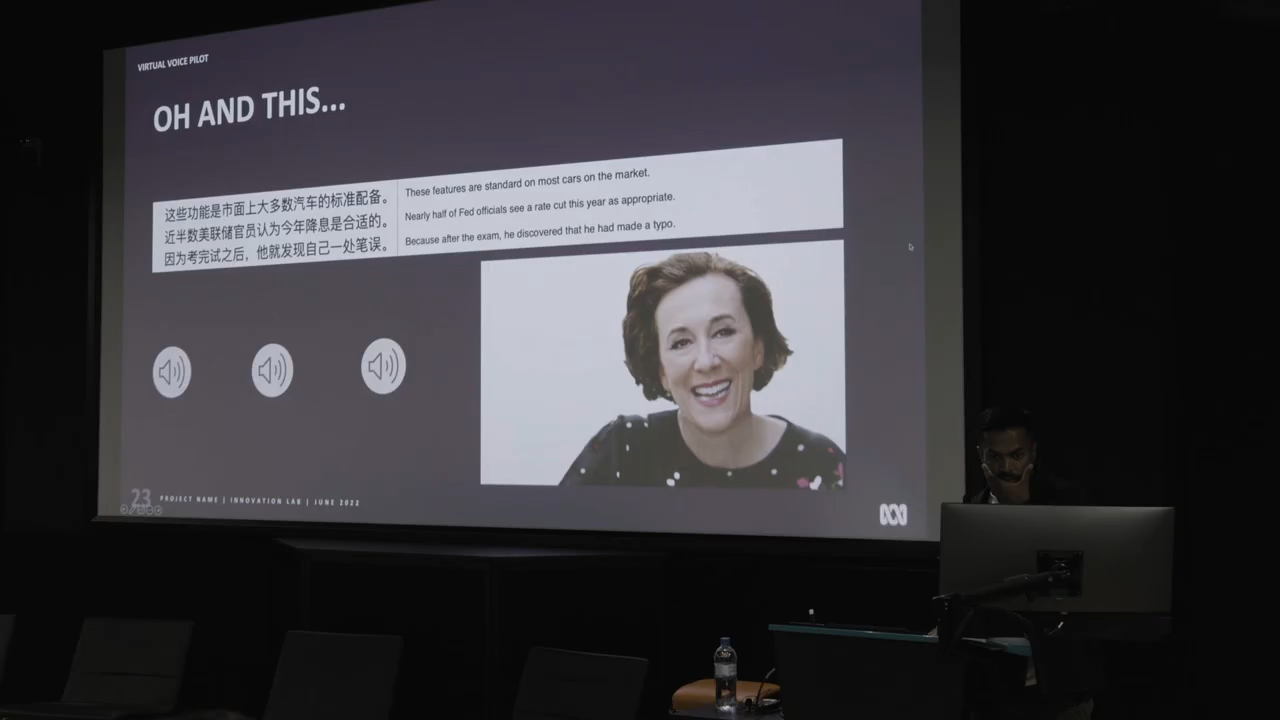 VIRTUAL VOICE PILOT
OH AND THIS...
这些功能是市面上大多数汽车的标准配备。
近半数美联储官员认为今年降息是合适的。
因为考完试之后，他就发现自己一处笔误。
These features are standard on most cars on the market.
Nearly half of Fed officials see a rate cut this year as appropriate.
Because after the exam, he discovered that he had made a typo.
23
PROJECT NAME | INNOVATION LAB | JUNE 2022